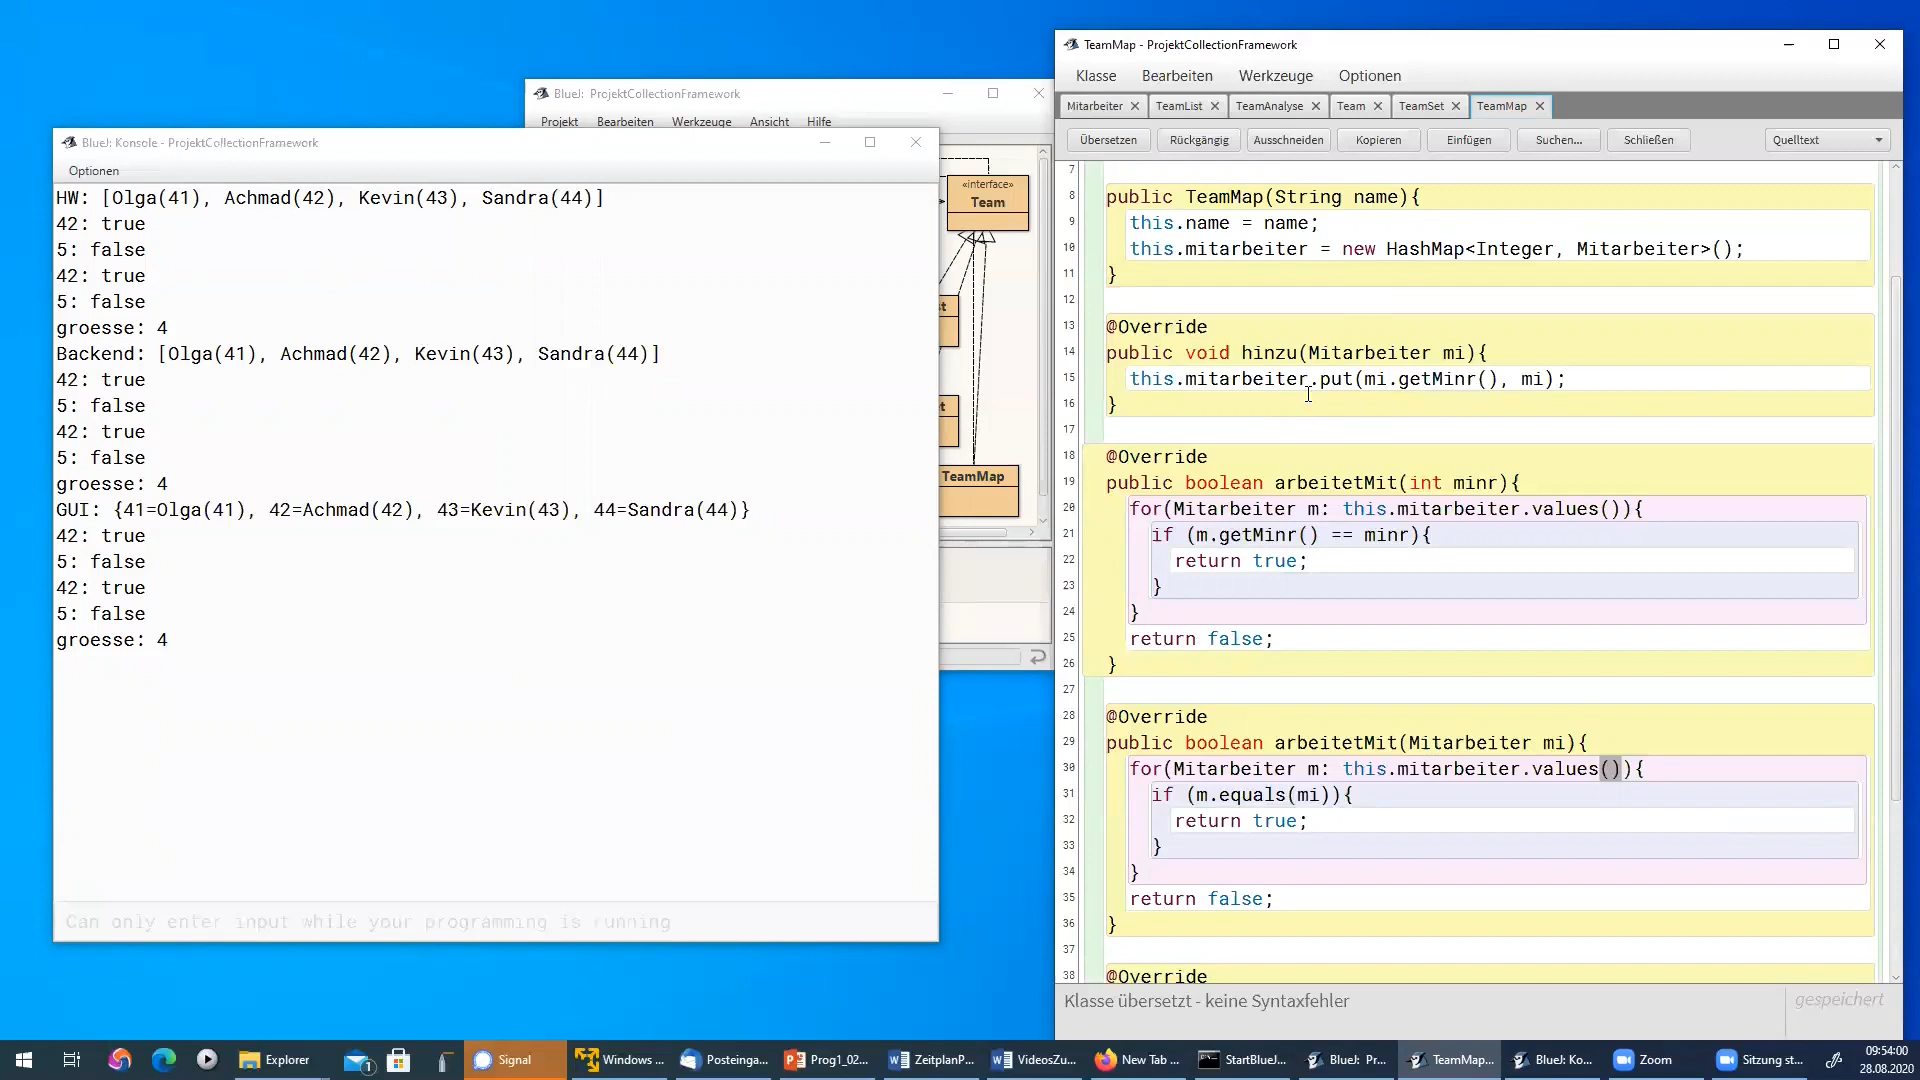 BlueJ: ProjektCollectionFramework
Projekt Bearbeiten Werkzeuge Ansicht Hilfe
«interface»
Team
st
et
TeamMap
BlueJ: Konsole - ProjektCollectionFramework
Optionen
HW: [Olga(41), Achmad(42), Kevin(43), Sandra(44)]
42: true
5: false
42: true
5: false
groesse: 4
Backend: [Olga(41), Achmad(42), Kevin(43), Sandra(44)]
42: true
5: false
42: true
5: false
groesse: 4
GUI: {41=Olga(41), 42=Achmad(42), 43=Kevin(43), 44=Sandra(44)}
42: true
5: false
42: true
5: false
groesse: 4
Can only enter input while your programming is running
TeamMap - ProjektCollectionFramework
Klasse Bearbeiten Werkzeuge Optionen
Mitarbeiter TeamList TeamAnalyse Team TeamSet TeamMap
Übersetzen Rückgängig Ausschneiden Kopieren Einfügen Suchen... Schließen Quelltext
7
8 public TeamMap(String name){
9 this.name = name;
10 this.mitarbeiter = new HashMap<Integer, Mitarbeiter>();
11 }
12
13 @Override
14 public void hinzu(Mitarbeiter mi){
15 this.mitarbeiter.put(mi.getMinr(), mi);
16 }
17
18 @Override
19 public boolean arbeitetMit(int minr){
20 for(Mitarbeiter m: this.mitarbeiter.values()){
21 if (m.getMinr() == minr){
22 return true;
23 }
24 }
25 return false;
26 }
27
28 @Override
29 public boolean arbeitetMit(Mitarbeiter mi){
30 for(Mitarbeiter m: this.mitarbeiter.values()){
31 if (m.equals(mi)){
32 return true;
33 }
34 }
35 return false;
36 }
37
38 @Override
Klasse übersetzt - keine Syntaxfehler
gespeichert
Explorer 1 Signal Windows ... Posteinga... Prog1_02... ZeitplanP... VideosZu... New Tab ... StartBlueJ... BlueJ: Pr... TeamMap... BlueJ: Ko... Zoom Sitzung st...
09:54:00
28.08.2020